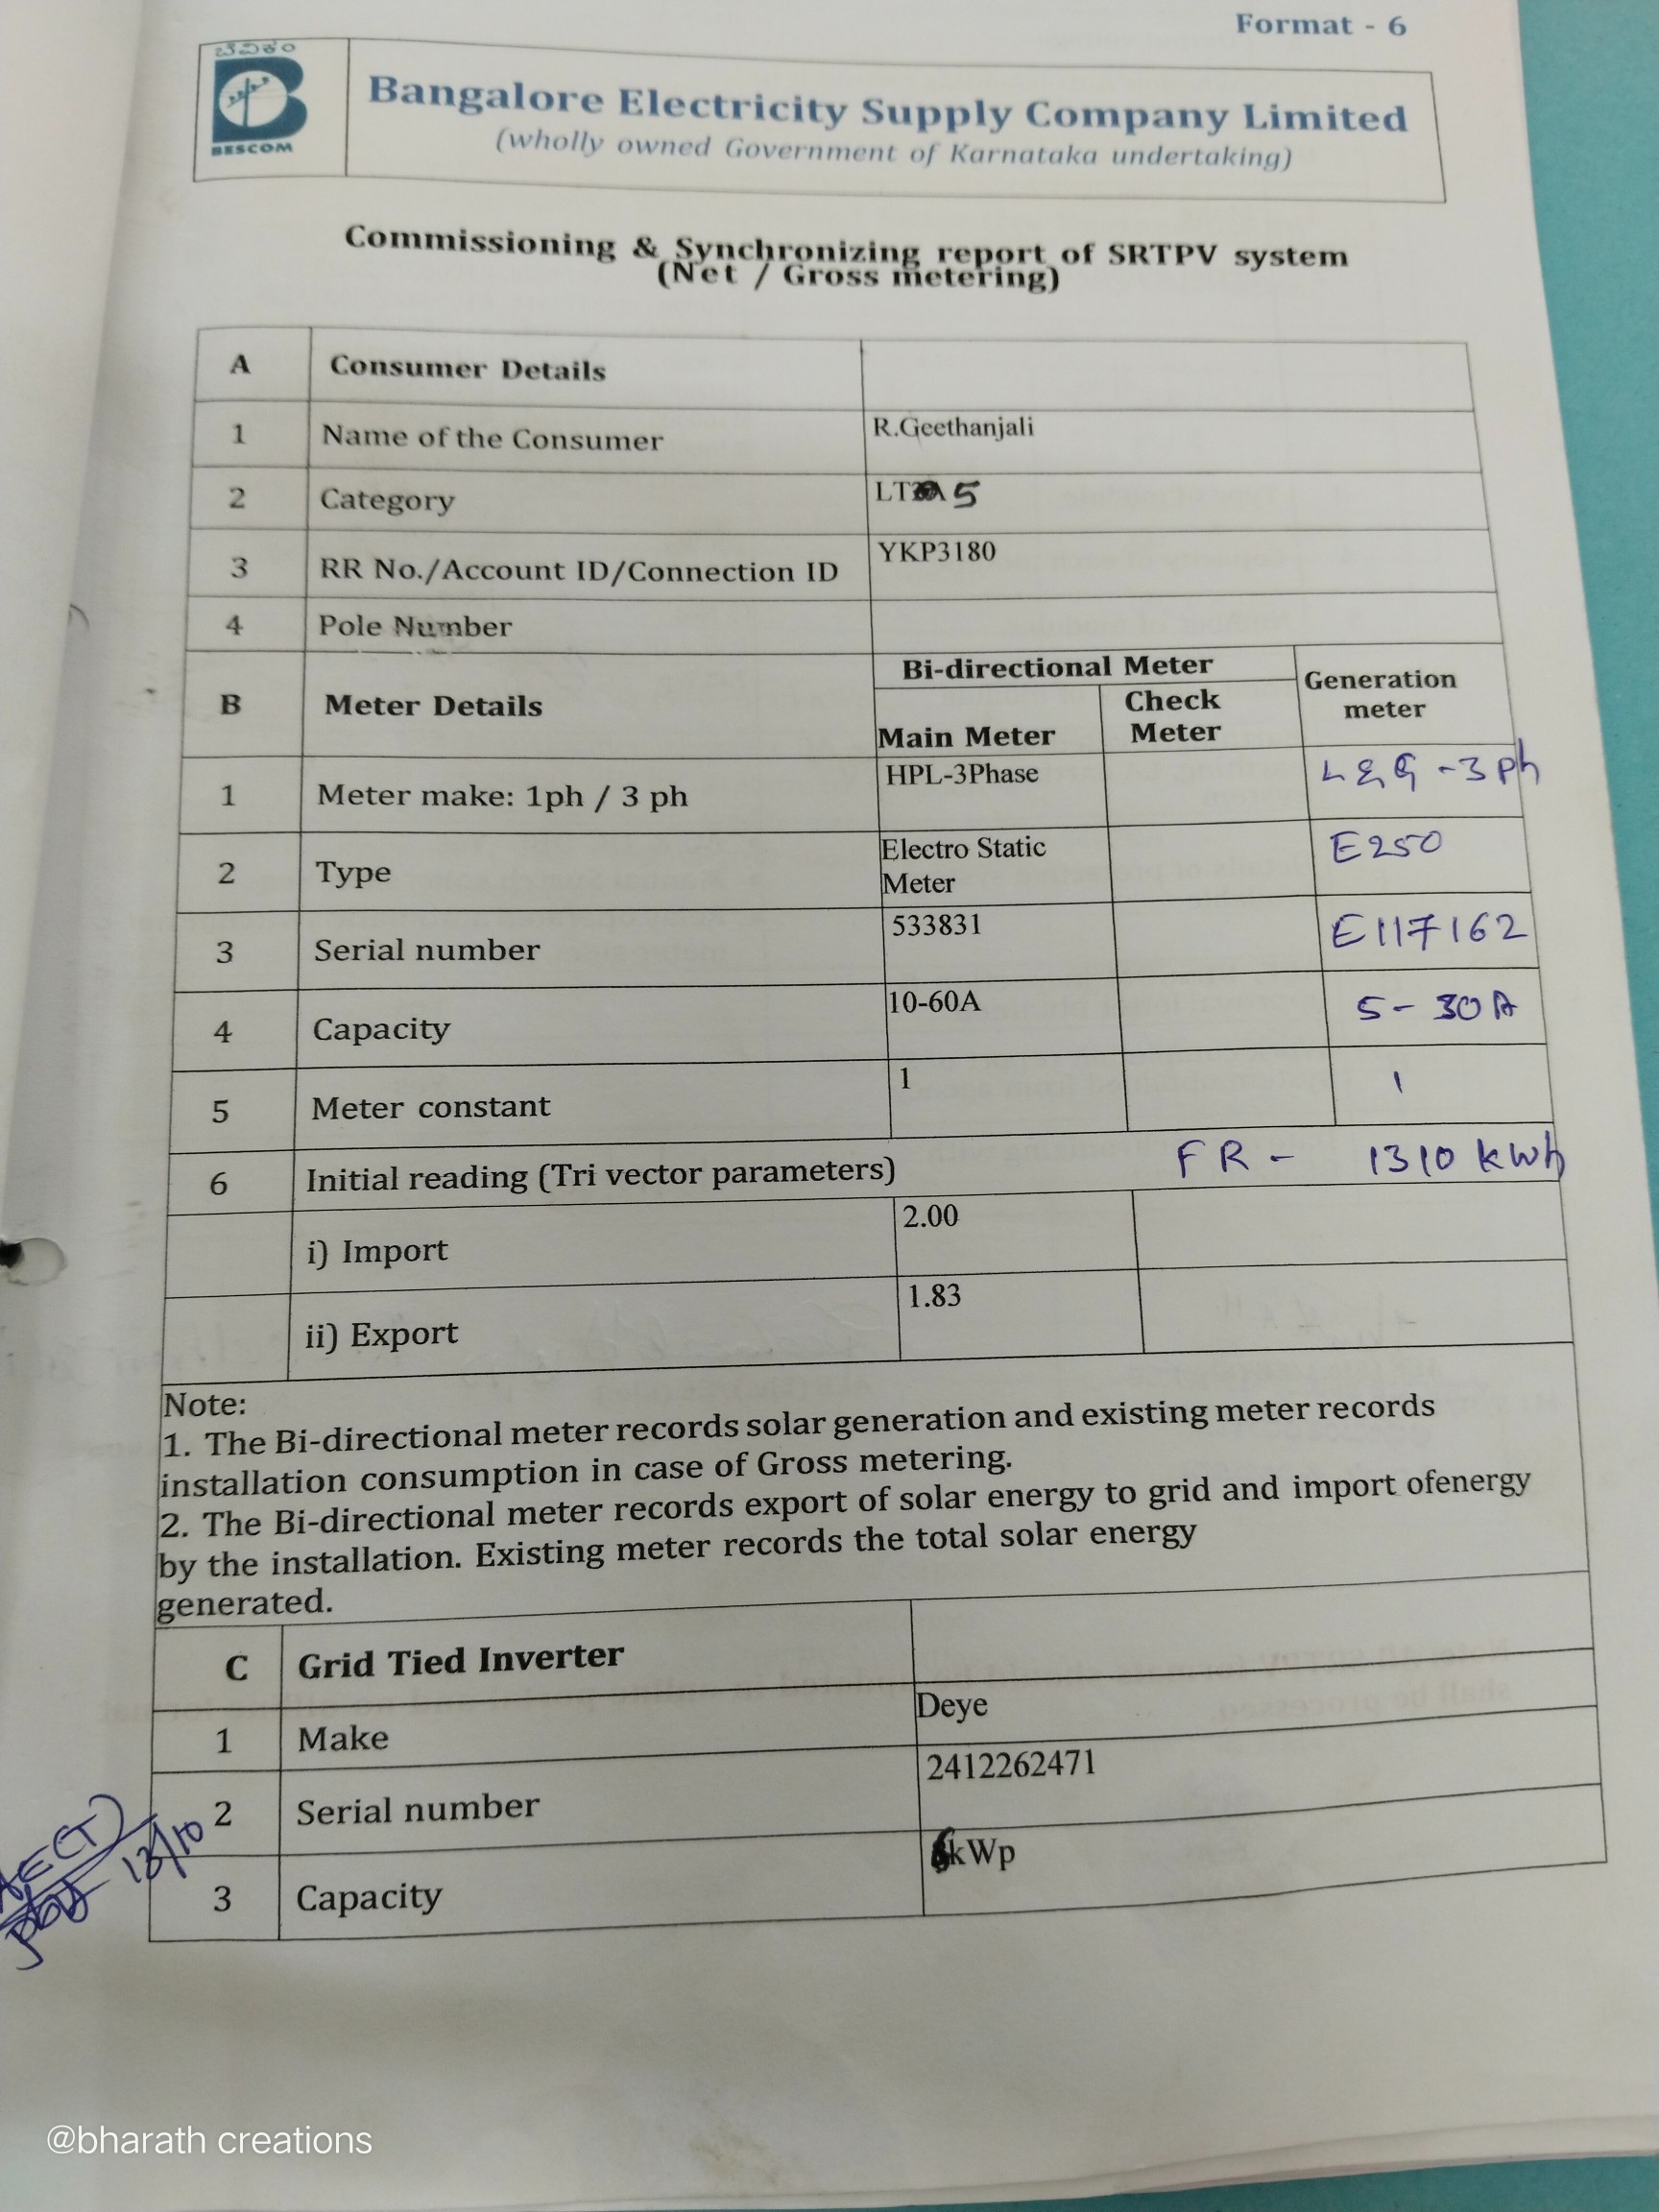 Format - 6
ಬೆವಿಕಂ
BESCOM
Bangalore Electricity Supply Company Limited
(wholly owned Government of Karnataka undertaking)
Commissioning & Synchronizing report of SRTPV system
(Net / Gross metering)
A Consumer Details
1 Name of the Consumer R.Geethanjali
2 Category LT 5
3 RR No./Account ID/Connection ID YKP3180
4 Pole Number
B Meter Details Bi-directional Meter Generation meter
Main Meter Check Meter
1 Meter make: 1ph / 3 ph HPL-3Phase L&G -3 Ph
2 Type Electro Static Meter E250
3 Serial number 533831 E117162
4 Capacity 10-60A 5- 30 A
5 Meter constant 1 1
6 Initial reading (Tri vector parameters) FR - 1310 kWh
i) Import 2.00
ii) Export 1.83
Note:
1. The Bi-directional meter records solar generation and existing meter records
installation consumption in case of Gross metering.
2. The Bi-directional meter records export of solar energy to grid and import ofenergy
by the installation. Existing meter records the total solar energy
generated.
C Grid Tied Inverter
1 Make Deye
2 Serial number 2412262471
3 Capacity kWp
13/10
@bharath creations